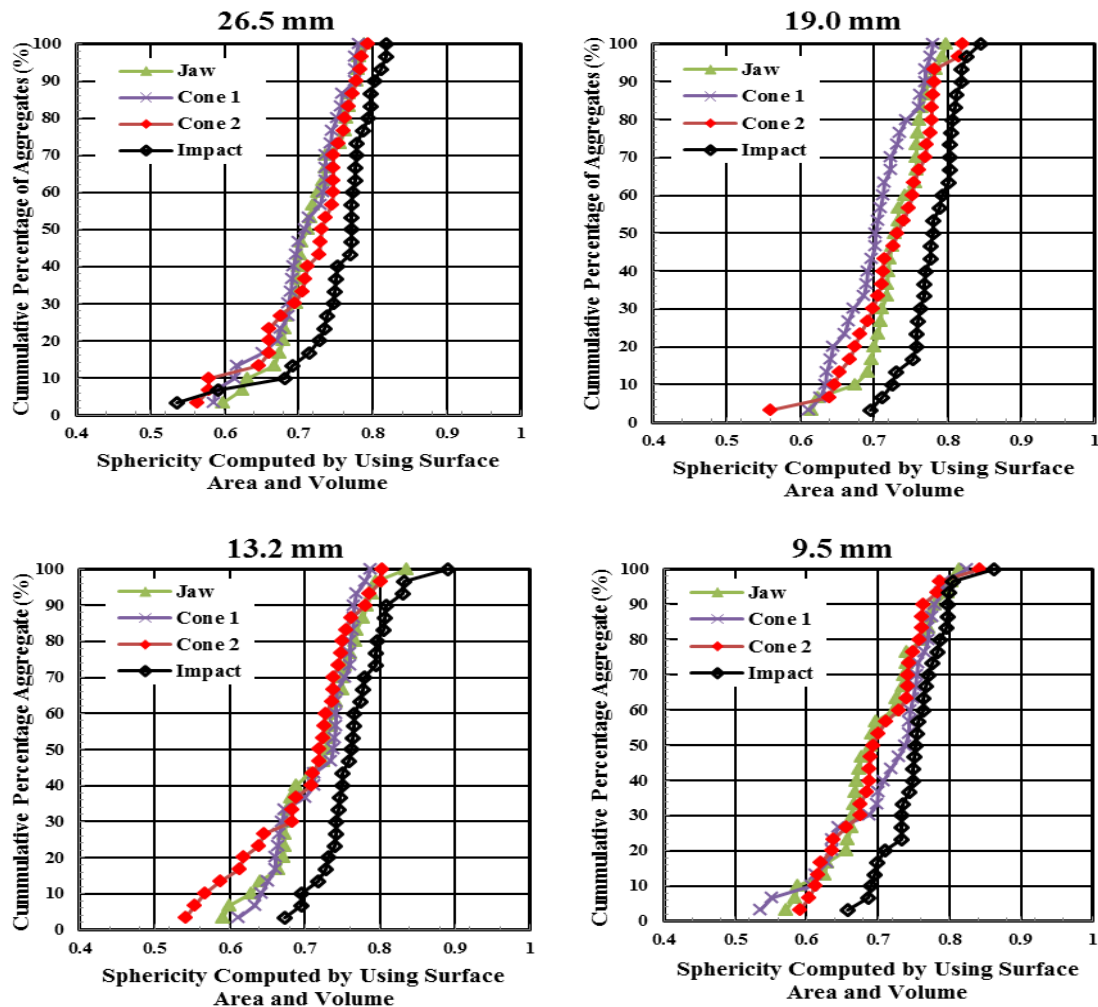 26.5 mm
Cummulative Percentage of Aggregates (%)
100
90
80
70
60
50
40
30
20
10
0
Jaw
Cone 1
Cone 2
Impact
0.4 0.5 0.6 0.7 0.8 0.9 1
Sphericity Computed by Using Surface
Area and Volume
19.0 mm
Cummulative Percentage of Aggregates (%)
100
90
80
70
60
50
40
30
20
10
0
Jaw
Cone 1
Cone 2
Impact
0.4 0.5 0.6 0.7 0.8 0.9 1
Sphericity Computed by Using Surface
Area and Volume
13.2 mm
Cummulative Percentage Aggregate (%)
100
90
80
70
60
50
40
30
20
10
0
Jaw
Cone 1
Cone 2
Impact
0.4 0.5 0.6 0.7 0.8 0.9 1
Sphericity Computed by Using Surface
Area and Volume
9.5 mm
Cummulative Percentage Aggregate (%)
100
90
80
70
60
50
40
30
20
10
0
Jaw
Cone 1
Cone 2
Impact
0.4 0.5 0.6 0.7 0.8 0.9 1
Sphericity Computed by Using Surface
Area and Volume